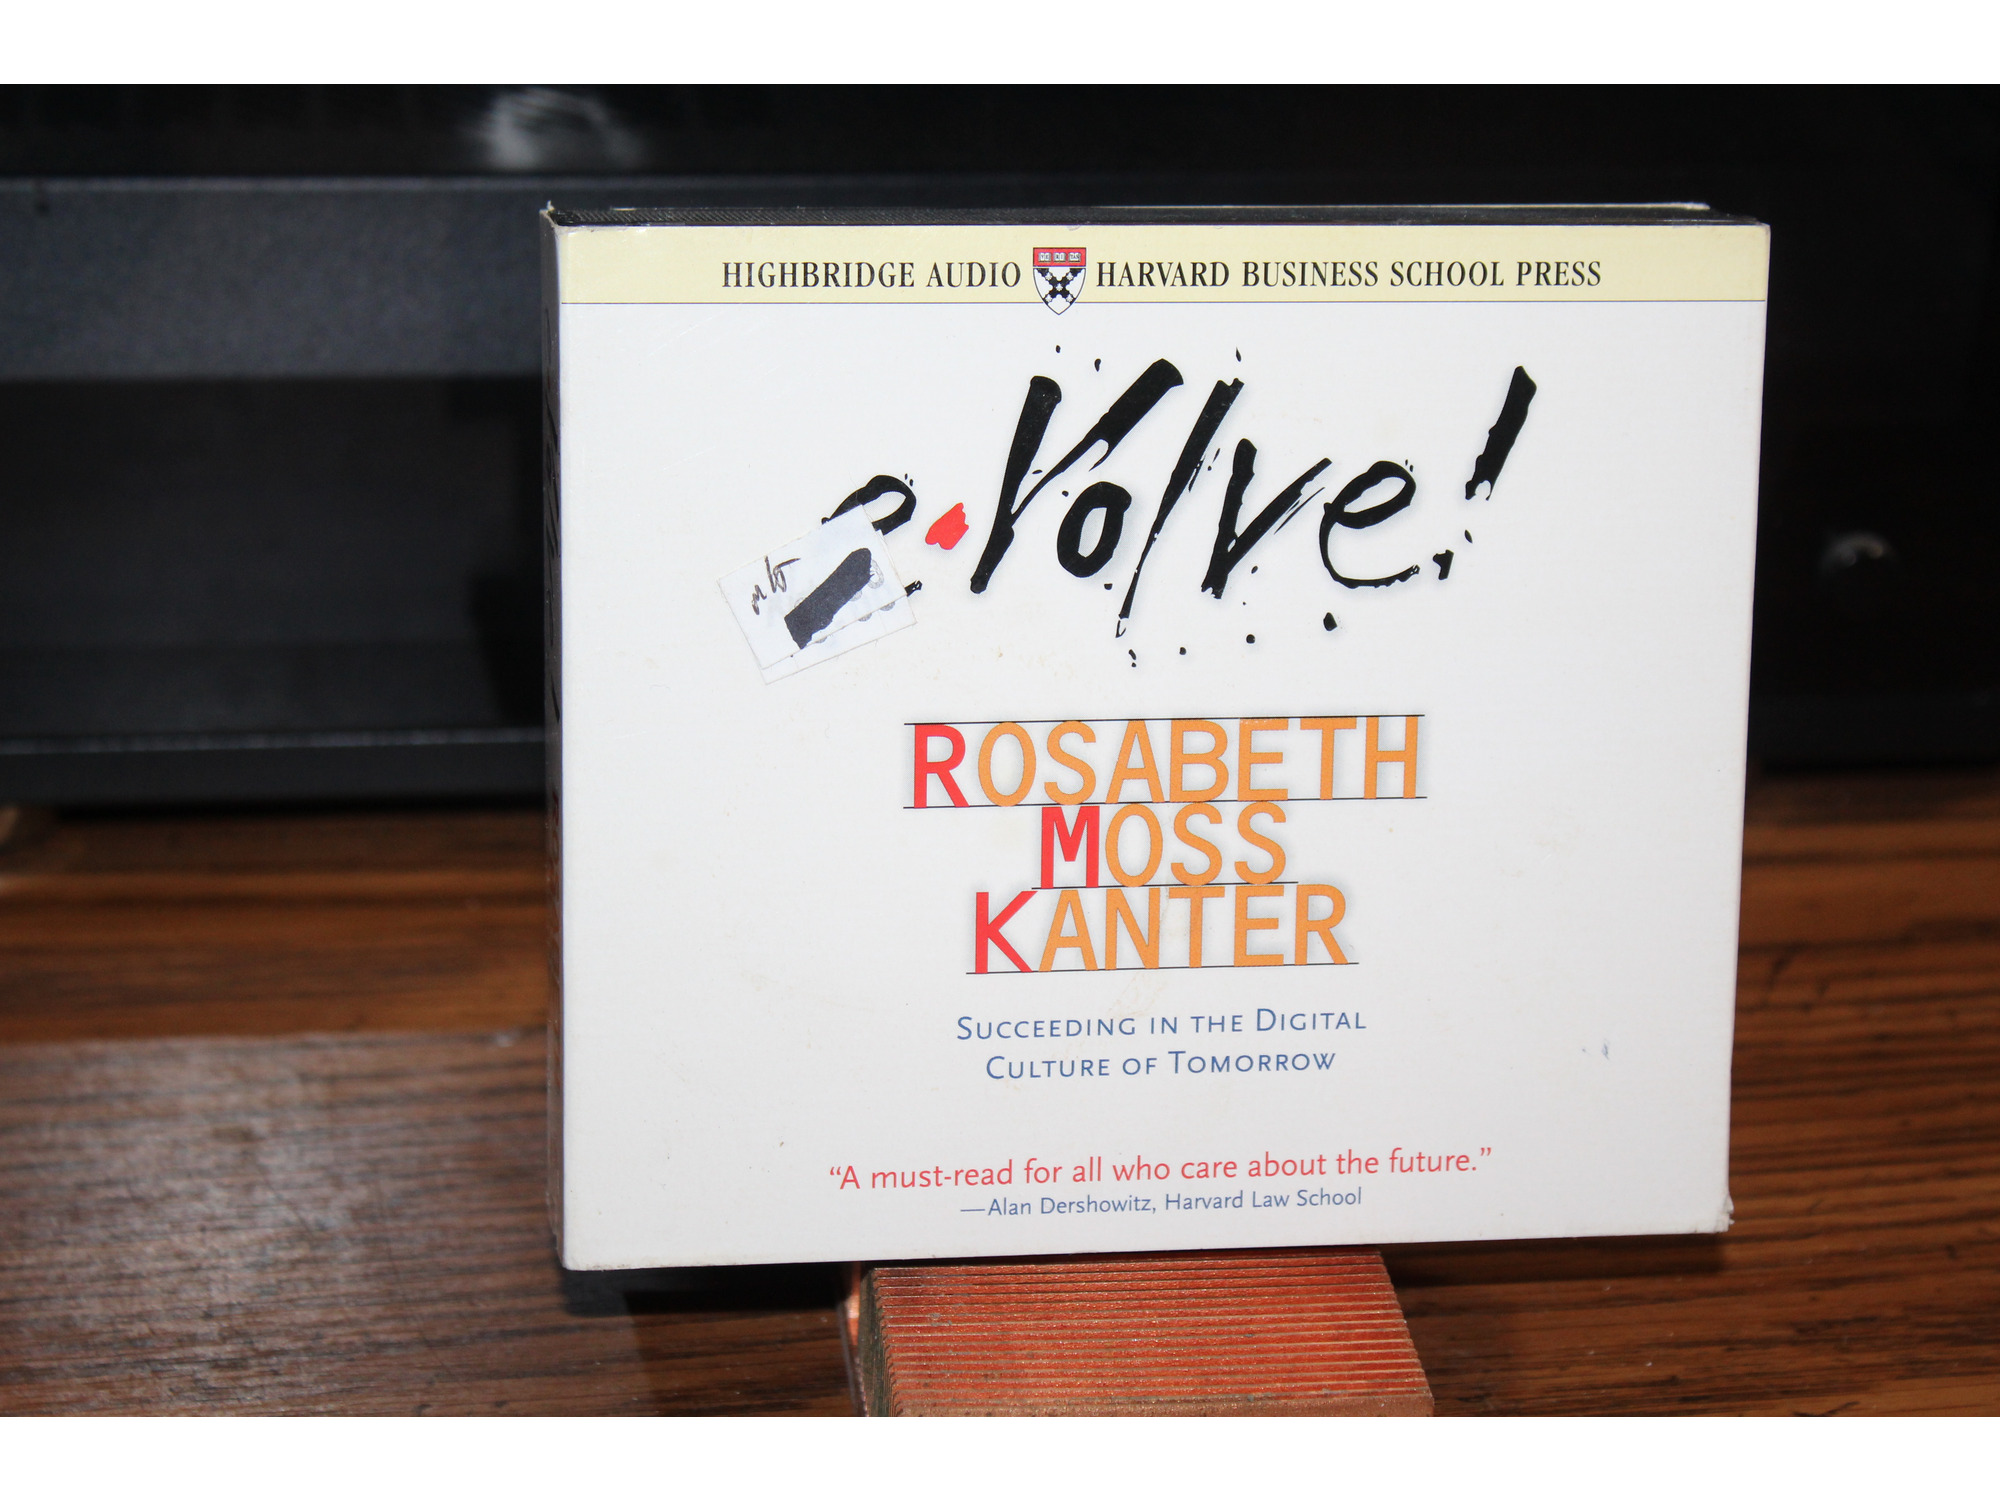 HIGHBRIDGE AUDIO HARVARD BUSINESS SCHOOL PRESS
e.Volve!
ROSABETH
MOSS
KANTER
SUCCEEDING IN THE DIGITAL
CULTURE OF TOMORROW
“A must-read for all who care about the future.”
—Alan Dershowitz, Harvard Law School